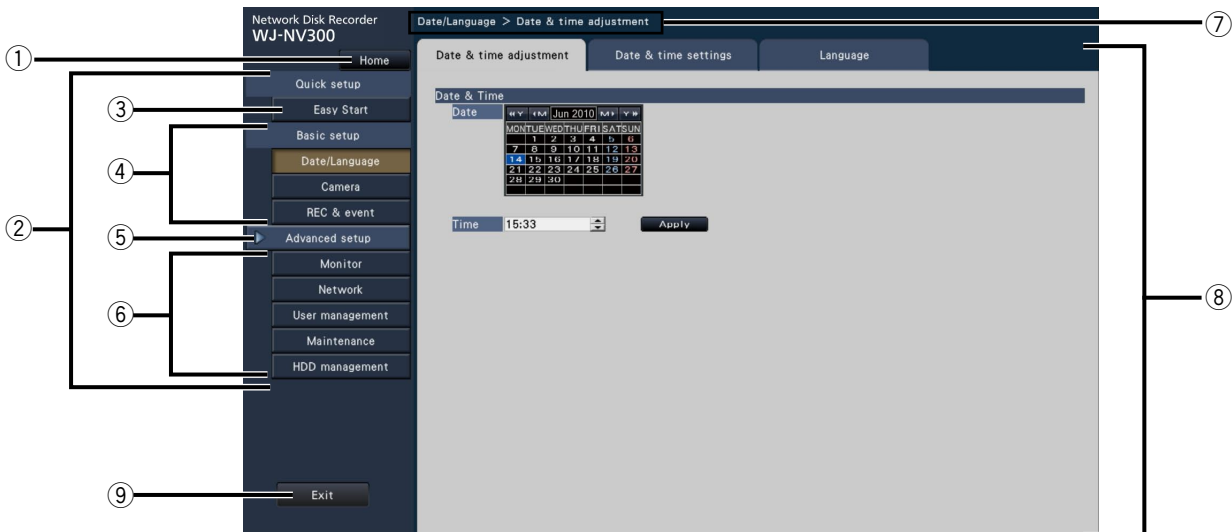 Network Disk Recorder
WJ-NV300
Date/Language > Date & time adjustment
⑦
①
Home
Date & time adjustment
Date & time settings
Language
⑧
②
Quick setup
③
Easy Start
④
Basic setup
Date/Language
Camera
REC & event
⑤
Advanced setup
⑥
Monitor
Network
User management
Maintenance
HDD management
⑨
Exit
Date & Time
Date
«Y ‹M Jun 2010 M› Y»
MON TUE WED THU FRI SAT SUN
1 2 3 4 5 6
7 8 9 10 11 12 13
14 15 16 17 18 19 20
21 22 23 24 25 26 27
28 29 30
Time 15:33 Apply